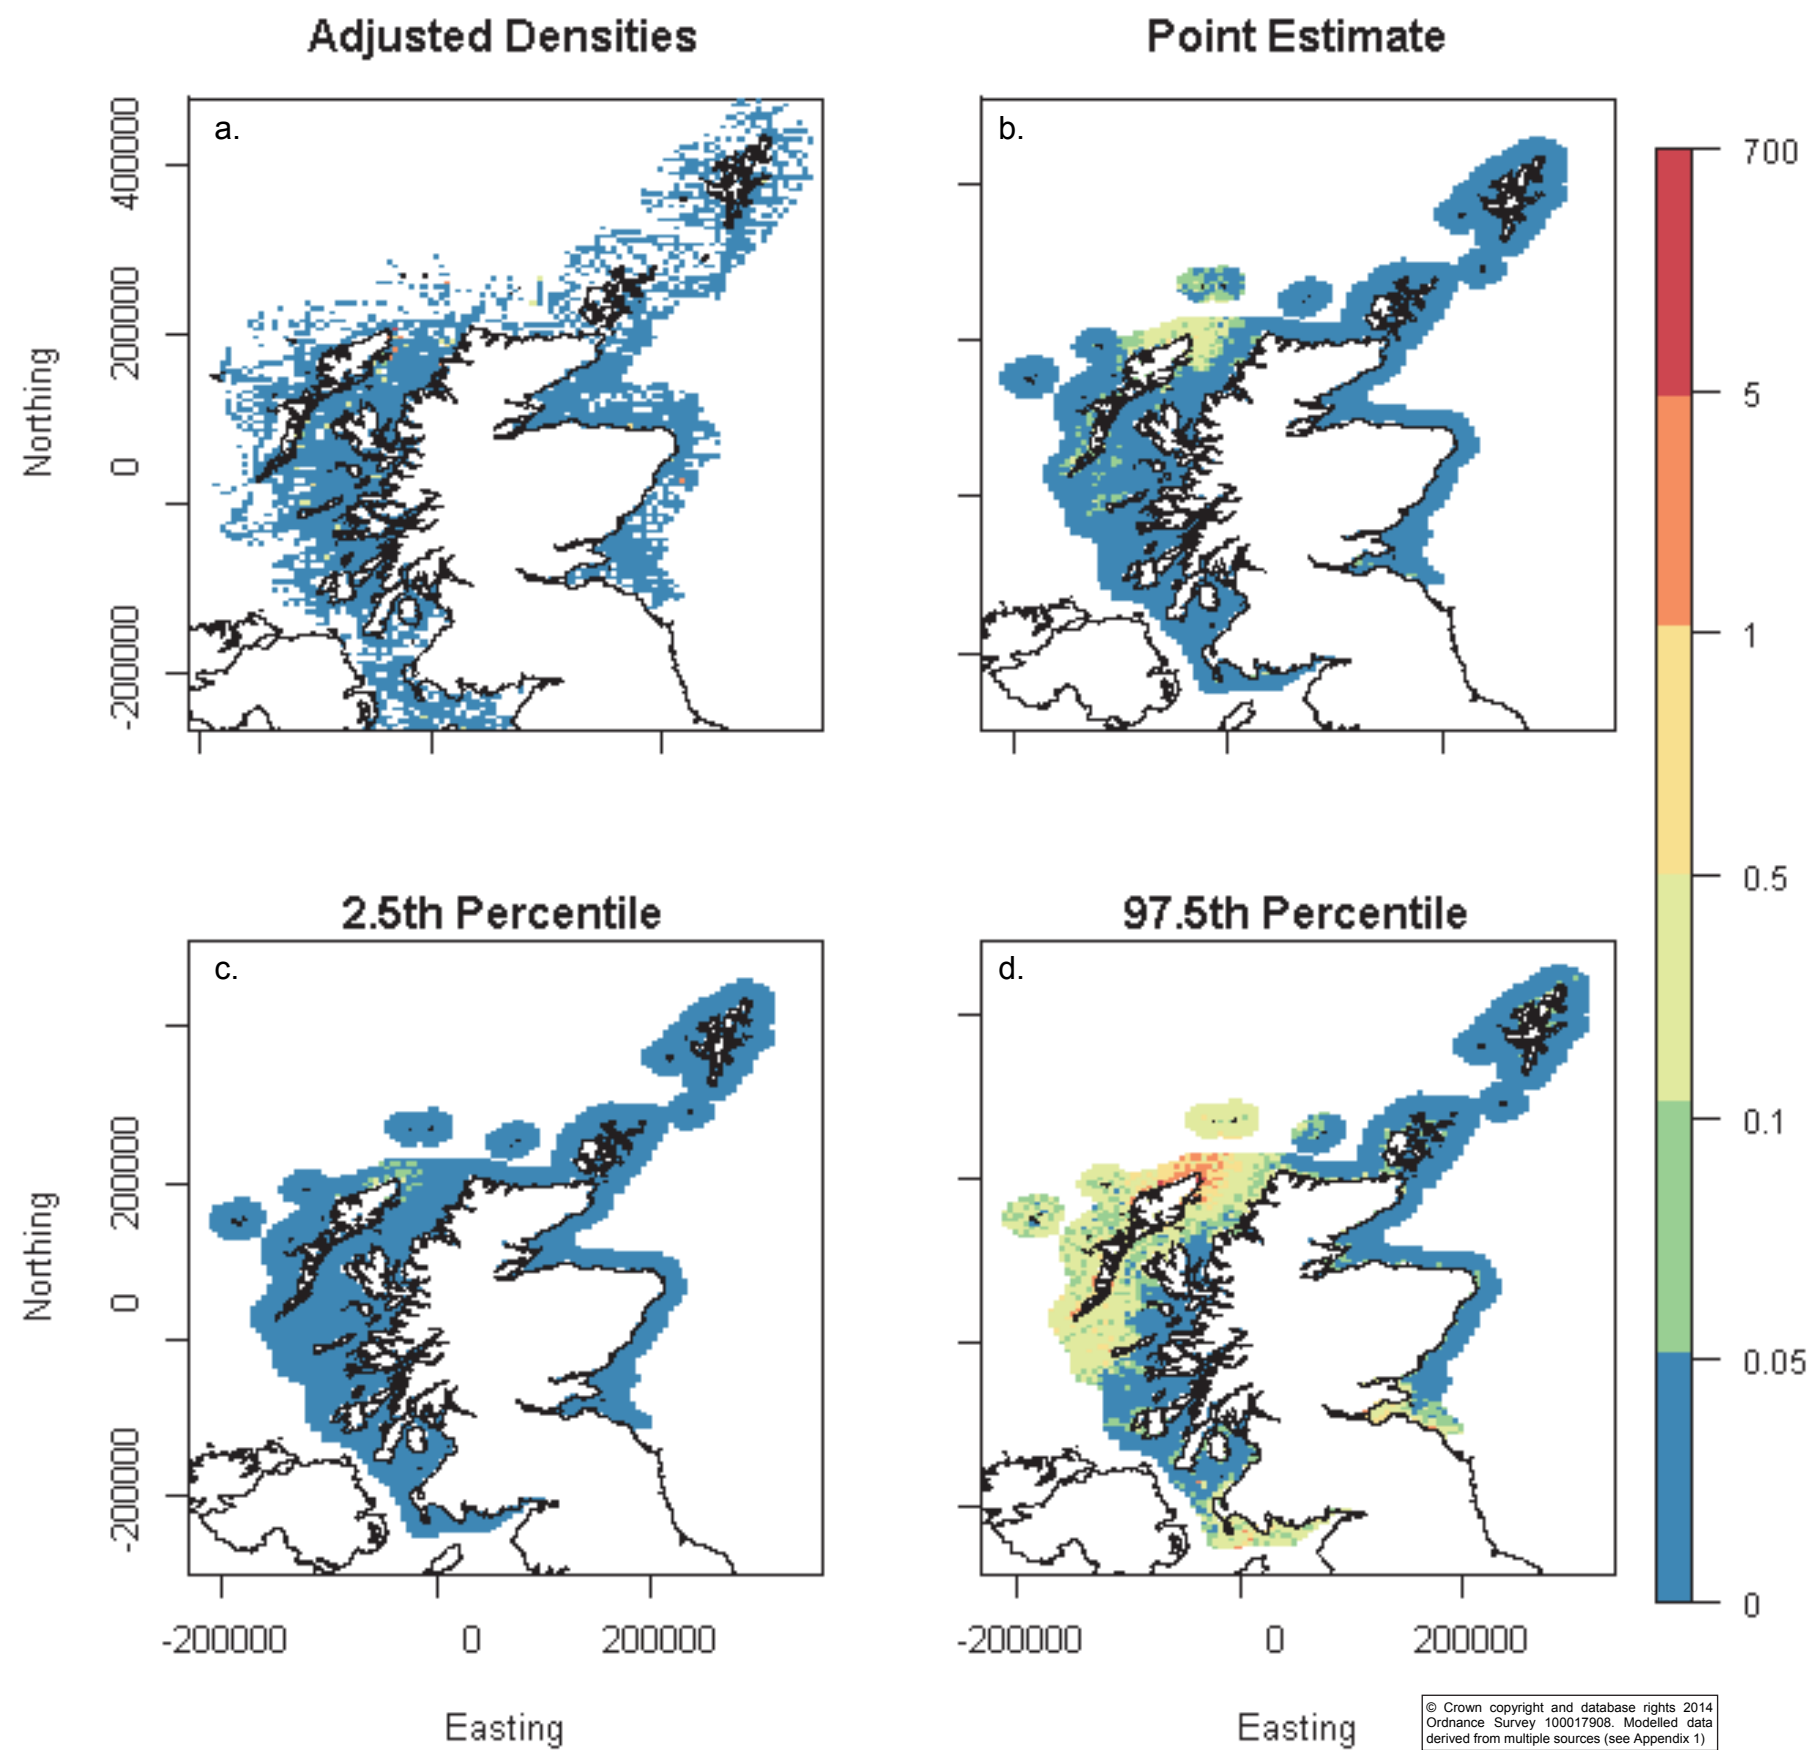 Adjusted Densities
Point Estimate
a.
b.
400000
200000
0
-200000
Northing
700
5
1
0.5
0.1
0.05
0
2.5th Percentile
97.5th Percentile
c.
d.
200000
0
-200000
Northing
-200000 0 200000
-200000 0 200000
Easting
Easting
© Crown copyright and database rights 2014
Ordnance Survey 100017908. Modelled data
derived from multiple sources (see Appendix 1)